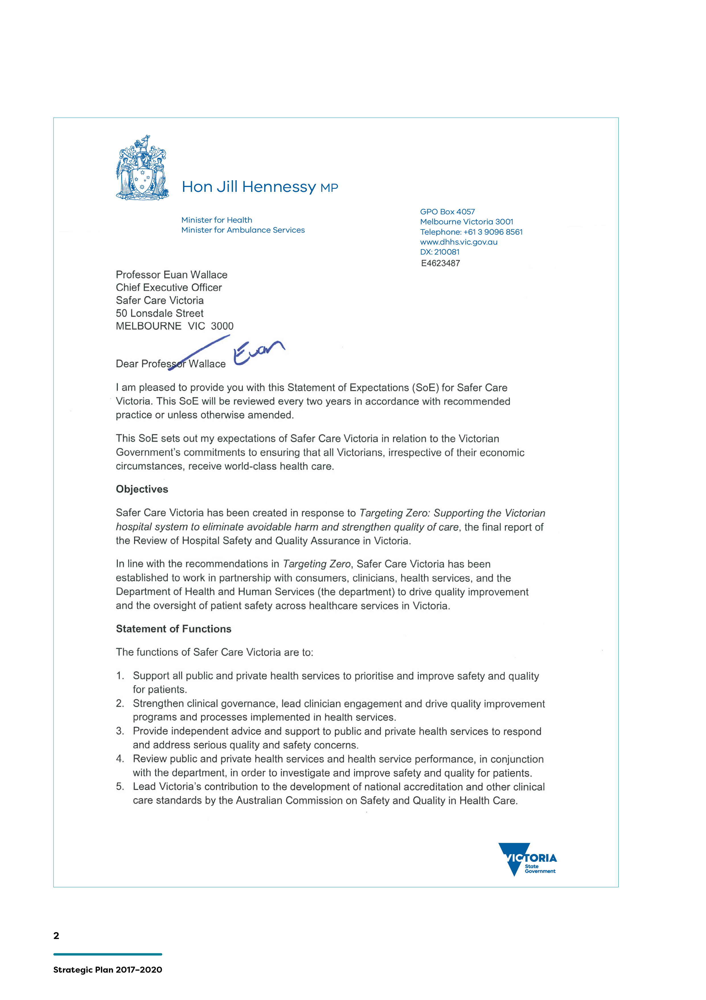 PEACE AND PROSPERITY
Hon Jill Hennessy MP
Minister for Health
Minister for Ambulance Services
GPO Box 4057
Melbourne Victoria 3001
Telephone: +61 3 9096 8561
www.dhhs.vic.gov.au
DX: 210081
E4623487
Professor Euan Wallace
Chief Executive Officer
Safer Care Victoria
50 Lonsdale Street
MELBOURNE VIC 3000
Dear Professor Wallace Euan
I am pleased to provide you with this Statement of Expectations (SoE) for Safer Care
Victoria. This SoE will be reviewed every two years in accordance with recommended
practice or unless otherwise amended.
This SoE sets out my expectations of Safer Care Victoria in relation to the Victorian
Government's commitments to ensuring that all Victorians, irrespective of their economic
circumstances, receive world-class health care.
Objectives
Safer Care Victoria has been created in response to Targeting Zero: Supporting the Victorian
hospital system to eliminate avoidable harm and strengthen quality of care, the final report of
the Review of Hospital Safety and Quality Assurance in Victoria.
In line with the recommendations in Targeting Zero, Safer Care Victoria has been
established to work in partnership with consumers, clinicians, health services, and the
Department of Health and Human Services (the department) to drive quality improvement
and the oversight of patient safety across healthcare services in Victoria.
Statement of Functions
The functions of Safer Care Victoria are to:
1. Support all public and private health services to prioritise and improve safety and quality
for patients.
2. Strengthen clinical governance, lead clinician engagement and drive quality improvement
programs and processes implemented in health services.
3. Provide independent advice and support to public and private health services to respond
and address serious quality and safety concerns.
4. Review public and private health services and health service performance, in conjunction
with the department, in order to investigate and improve safety and quality for patients.
5. Lead Victoria's contribution to the development of national accreditation and other clinical
care standards by the Australian Commission on Safety and Quality in Health Care.
VICTORIA
State
Government
2
Strategic Plan 2017–2020